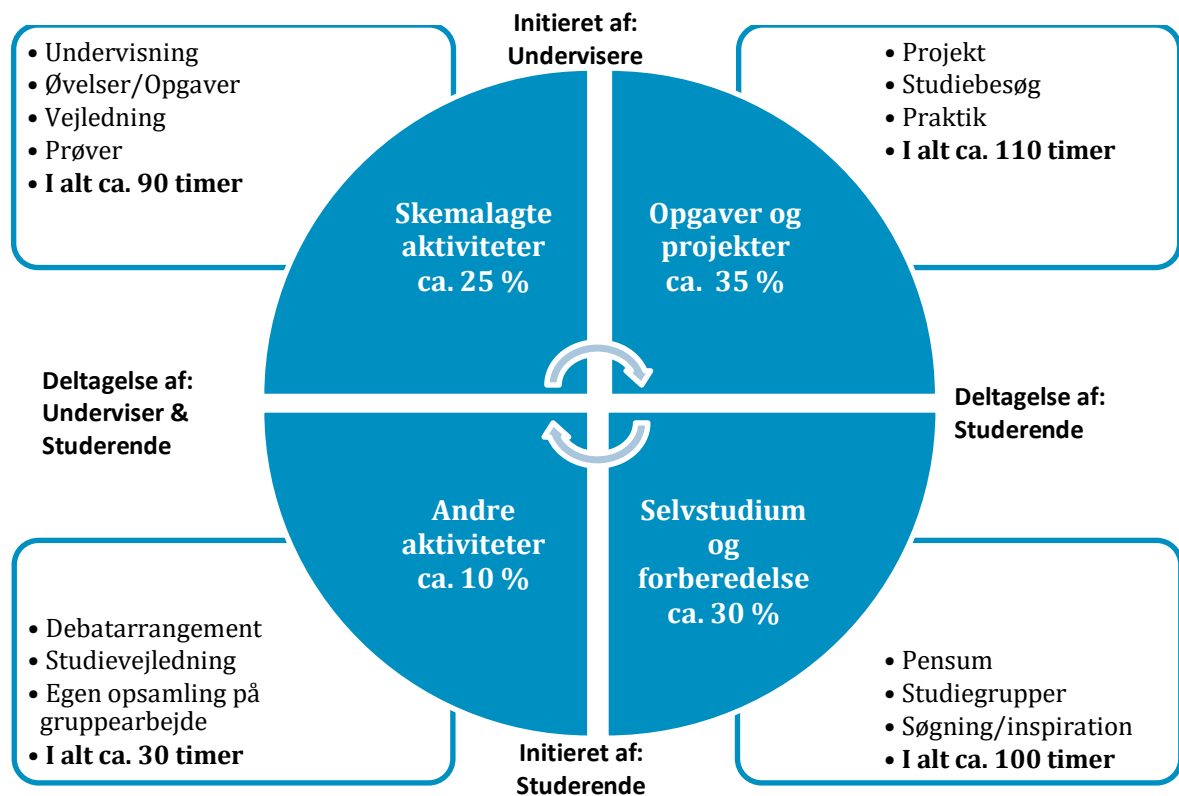 Initieret af:
Undervisere
• Undervisning
• Øvelser/Opgaver
• Vejledning
• Prøver
• I alt ca. 90 timer
• Projekt
• Studiebesøg
• Praktik
• I alt ca. 110 timer
Skemalagte
aktiviteter
ca. 25 %
Opgaver og
projekter
ca. 35 %
Deltagelse af:
Underviser &
Studerende
Deltagelse af:
Studerende
Andre
aktiviteter
ca. 10 %
Selvstudium
og
forberedelse
ca. 30 %
• Debatarrangement
• Studievejledning
• Egen opsamling på
gruppearbejde
• I alt ca. 30 timer
• Pensum
• Studiegrupper
• Søgning/inspiration
• I alt ca. 100 timer
Initieret af:
Studerende